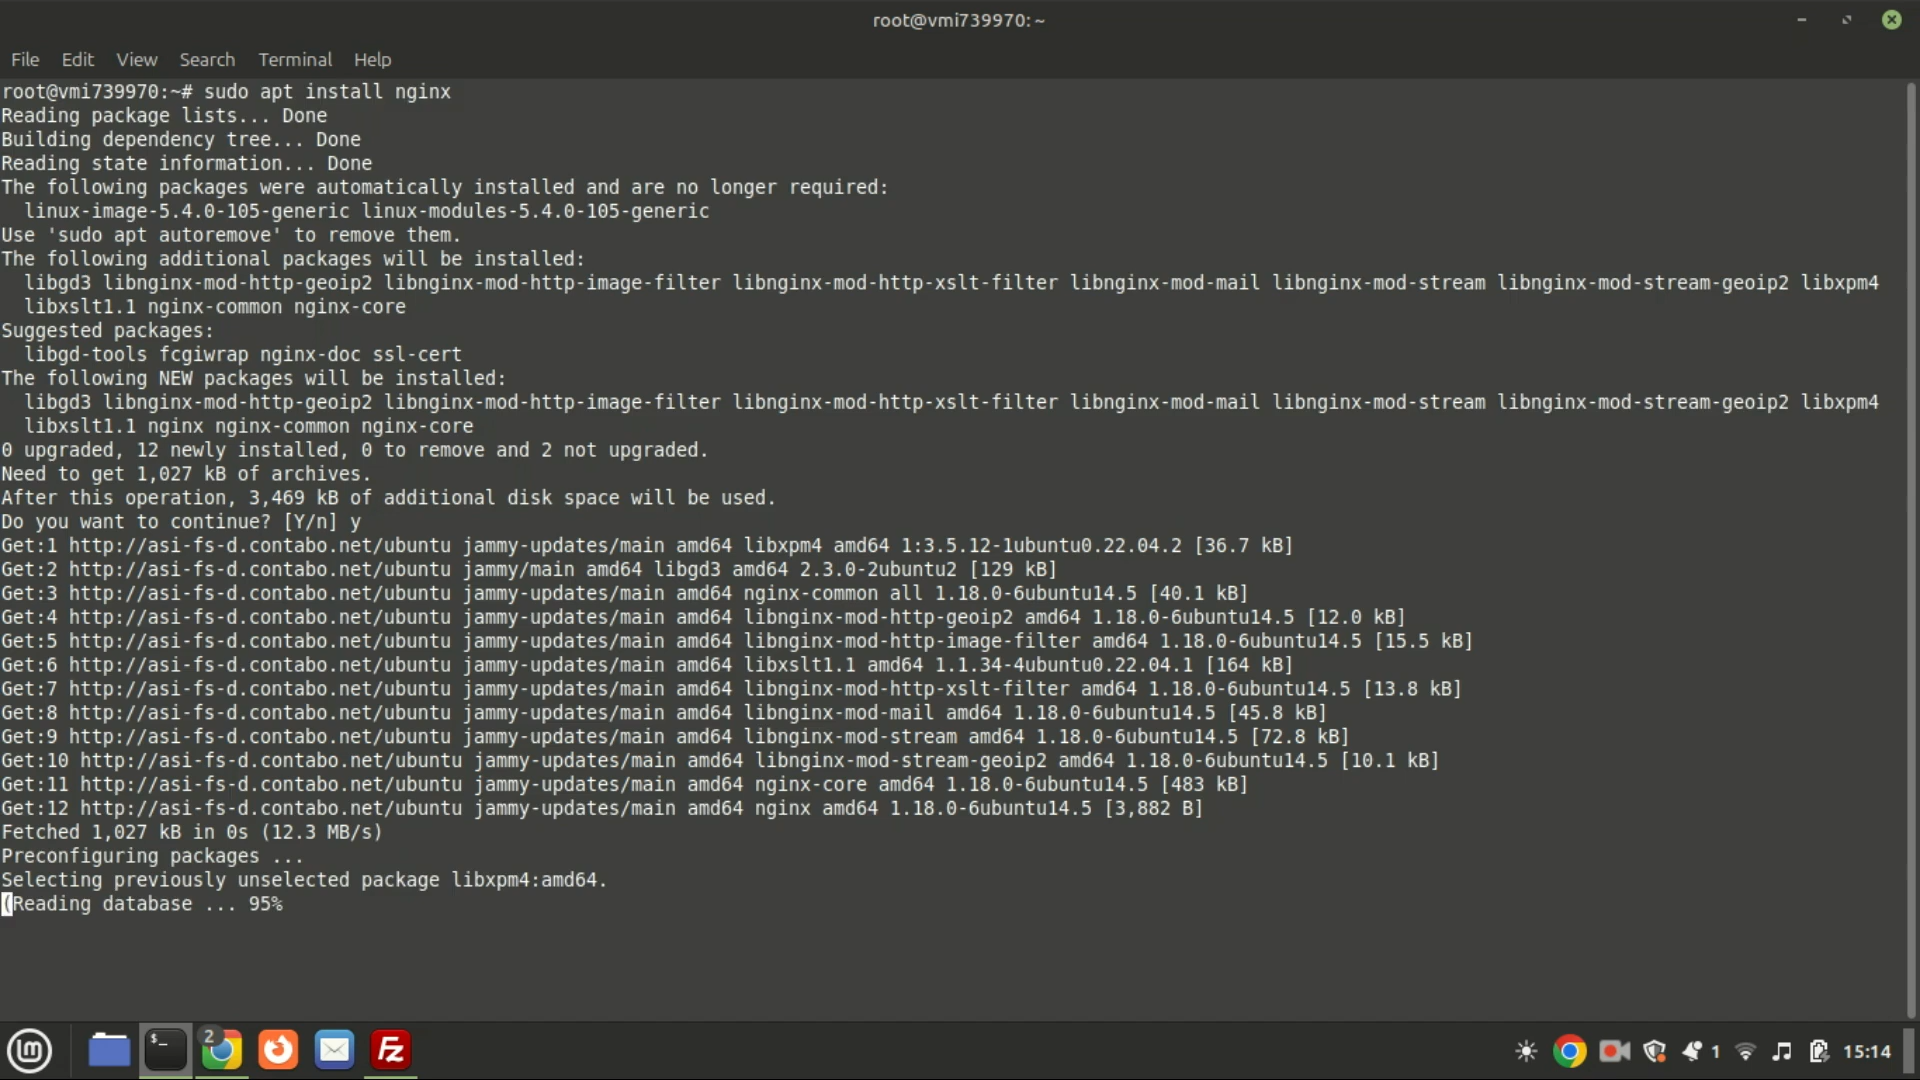 root@vmi739970: ~
File Edit View Search Terminal Help
root@vmi739970:~# sudo apt install nginx
Reading package lists... Done
Building dependency tree... Done
Reading state information... Done
The following packages were automatically installed and are no longer required:
  linux-image-5.4.0-105-generic linux-modules-5.4.0-105-generic
Use 'sudo apt autoremove' to remove them.
The following additional packages will be installed:
  libgd3 libnginx-mod-http-geoip2 libnginx-mod-http-image-filter libnginx-mod-http-xslt-filter libnginx-mod-mail libnginx-mod-stream libnginx-mod-stream-geoip2 libxpm4
  libxslt1.1 nginx-common nginx-core
Suggested packages:
  libgd-tools fcgiwrap nginx-doc ssl-cert
The following NEW packages will be installed:
  libgd3 libnginx-mod-http-geoip2 libnginx-mod-http-image-filter libnginx-mod-http-xslt-filter libnginx-mod-mail libnginx-mod-stream libnginx-mod-stream-geoip2 libxpm4
  libxslt1.1 nginx nginx-common nginx-core
0 upgraded, 12 newly installed, 0 to remove and 2 not upgraded.
Need to get 1,027 kB of archives.
After this operation, 3,469 kB of additional disk space will be used.
Do you want to continue? [Y/n] y
Get:1 http://asi-fs-d.contabo.net/ubuntu jammy-updates/main amd64 libxpm4 amd64 1:3.5.12-1ubuntu0.22.04.2 [36.7 kB]
Get:2 http://asi-fs-d.contabo.net/ubuntu jammy/main amd64 libgd3 amd64 2.3.0-2ubuntu2 [129 kB]
Get:3 http://asi-fs-d.contabo.net/ubuntu jammy-updates/main amd64 nginx-common all 1.18.0-6ubuntu14.5 [40.1 kB]
Get:4 http://asi-fs-d.contabo.net/ubuntu jammy-updates/main amd64 libnginx-mod-http-geoip2 amd64 1.18.0-6ubuntu14.5 [12.0 kB]
Get:5 http://asi-fs-d.contabo.net/ubuntu jammy-updates/main amd64 libnginx-mod-http-image-filter amd64 1.18.0-6ubuntu14.5 [15.5 kB]
Get:6 http://asi-fs-d.contabo.net/ubuntu jammy-updates/main amd64 libxslt1.1 amd64 1.1.34-4ubuntu0.22.04.1 [164 kB]
Get:7 http://asi-fs-d.contabo.net/ubuntu jammy-updates/main amd64 libnginx-mod-http-xslt-filter amd64 1.18.0-6ubuntu14.5 [13.8 kB]
Get:8 http://asi-fs-d.contabo.net/ubuntu jammy-updates/main amd64 libnginx-mod-mail amd64 1.18.0-6ubuntu14.5 [45.8 kB]
Get:9 http://asi-fs-d.contabo.net/ubuntu jammy-updates/main amd64 libnginx-mod-stream amd64 1.18.0-6ubuntu14.5 [72.8 kB]
Get:10 http://asi-fs-d.contabo.net/ubuntu jammy-updates/main amd64 libnginx-mod-stream-geoip2 amd64 1.18.0-6ubuntu14.5 [10.1 kB]
Get:11 http://asi-fs-d.contabo.net/ubuntu jammy-updates/main amd64 nginx-core amd64 1.18.0-6ubuntu14.5 [483 kB]
Get:12 http://asi-fs-d.contabo.net/ubuntu jammy-updates/main amd64 nginx amd64 1.18.0-6ubuntu14.5 [3,882 B]
Fetched 1,027 kB in 0s (12.3 MB/s)
Preconfiguring packages ...
Selecting previously unselected package libxpm4:amd64.
(Reading database ... 95%
$_ 2 Fz 1 15:14